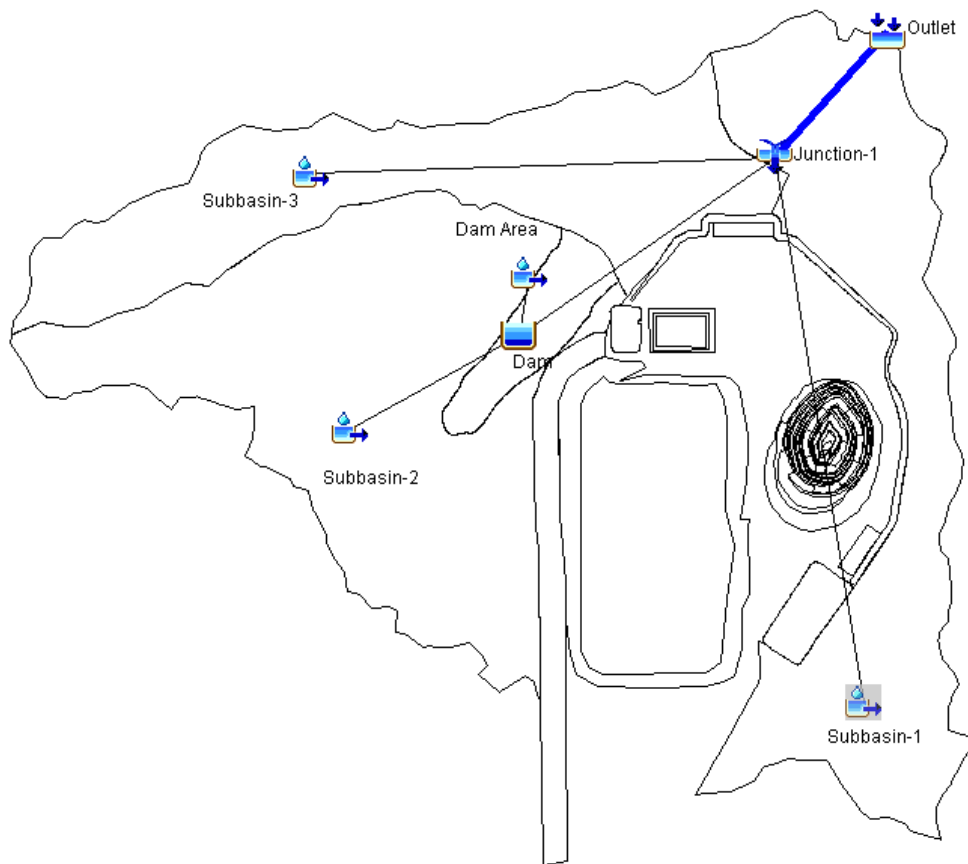 Outlet
Junction-1
Subbasin-3
Dam Area
Dam
Subbasin-2
Subbasin-1